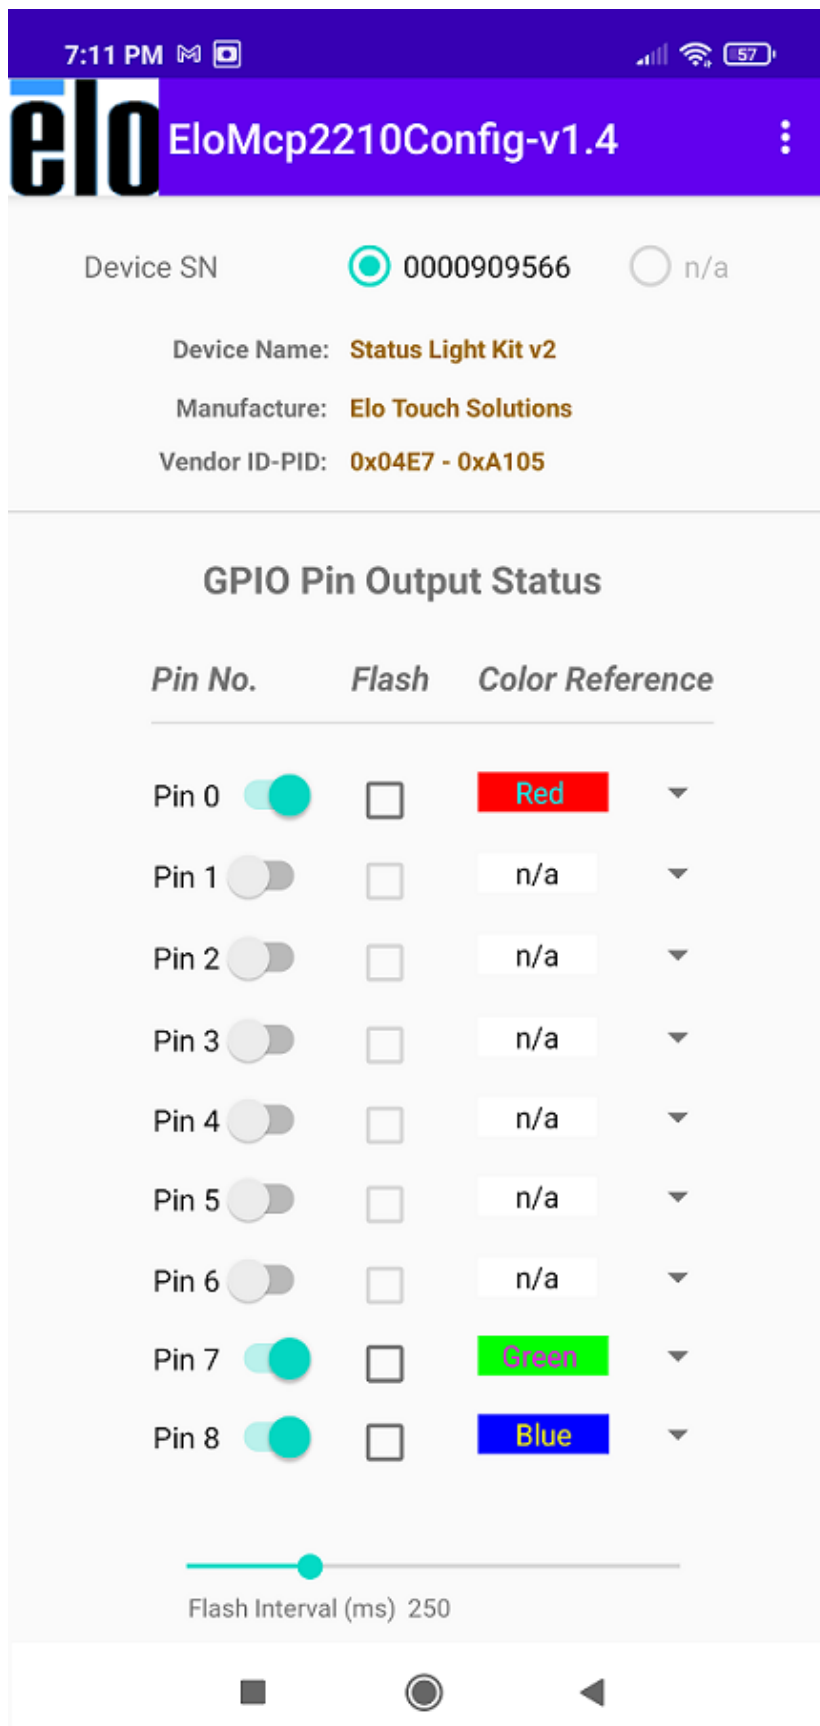 7:11 PM 57
elo EloMcp2210Config-v1.4
Device SN 0000909566 n/a
Device Name: Status Light Kit v2
Manufacture: Elo Touch Solutions
Vendor ID-PID: 0x04E7 - 0xA105
GPIO Pin Output Status
Pin No. Flash Color Reference
Pin 0 Red
Pin 1 n/a
Pin 2 n/a
Pin 3 n/a
Pin 4 n/a
Pin 5 n/a
Pin 6 n/a
Pin 7 Green
Pin 8 Blue
Flash Interval (ms) 250